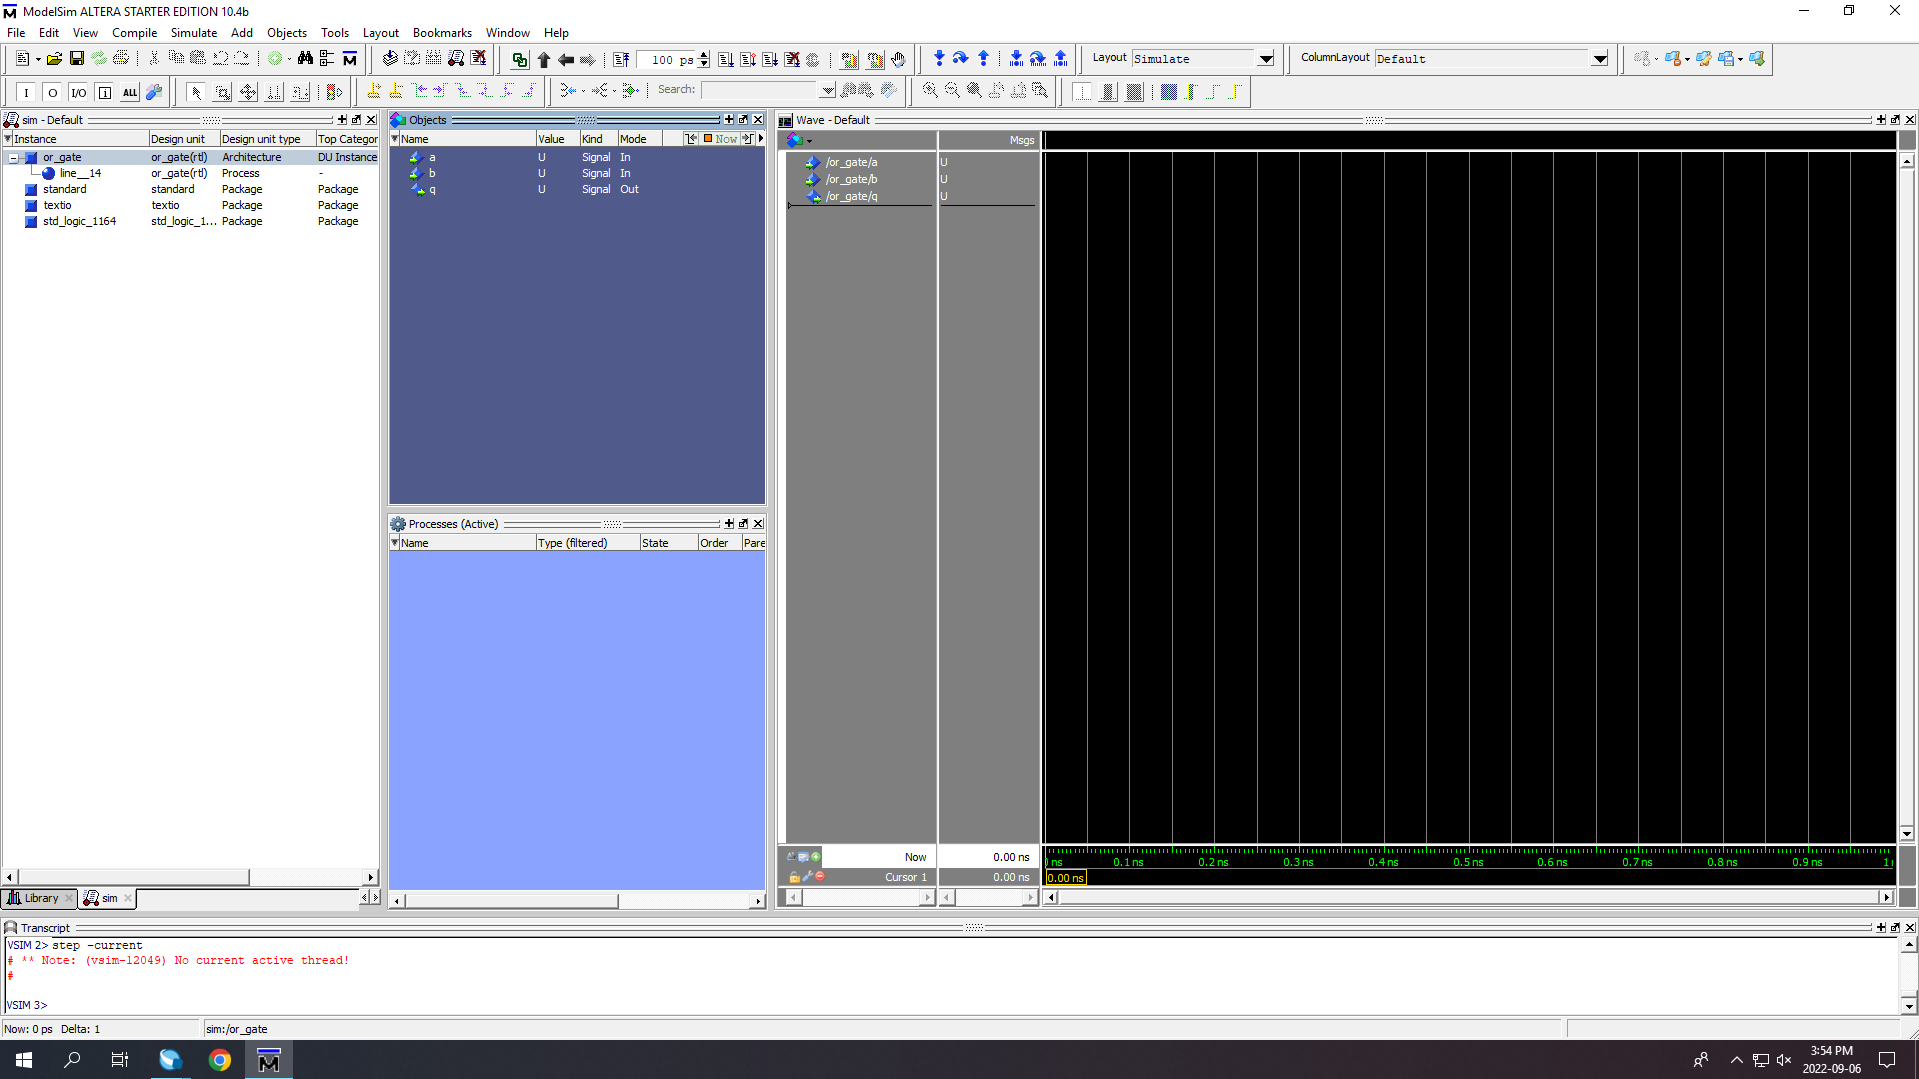 ModelSim ALTERA STARTER EDITION 10.4b
File Edit View Compile Simulate Add Objects Tools Layout Bookmarks Window Help
100 ps
Layout Simulate
ColumnLayout Default
I O I/O ALL
Search:
sim - Default
Instance Design unit Design unit type Top Categor
or_gate or_gate(rtl) Architecture DU Instance
line__14 or_gate(rtl) Process -
standard standard Package Package
textio textio Package Package
std_logic_1164 std_logic_1... Package Package
Library sim
Objects
Name Value Kind Mode Now
a U Signal In
b U Signal In
q U Signal Out
Processes (Active)
Name Type (filtered) State Order Pare
Wave - Default
Msgs
/or_gate/a U
/or_gate/b U
/or_gate/q U
Now 0.00 ns
Cursor 1 0.00 ns
ns 0.1 ns 0.2 ns 0.3 ns 0.4 ns 0.5 ns 0.6 ns 0.7 ns 0.8 ns 0.9 ns 1
0.00 ns
Transcript
VSIM 2> step -current
# ** Note: (vsim-12049) No current active thread!
#
VSIM 3>
Now: 0 ps Delta: 1 sim:/or_gate
3:54 PM
2022-09-06